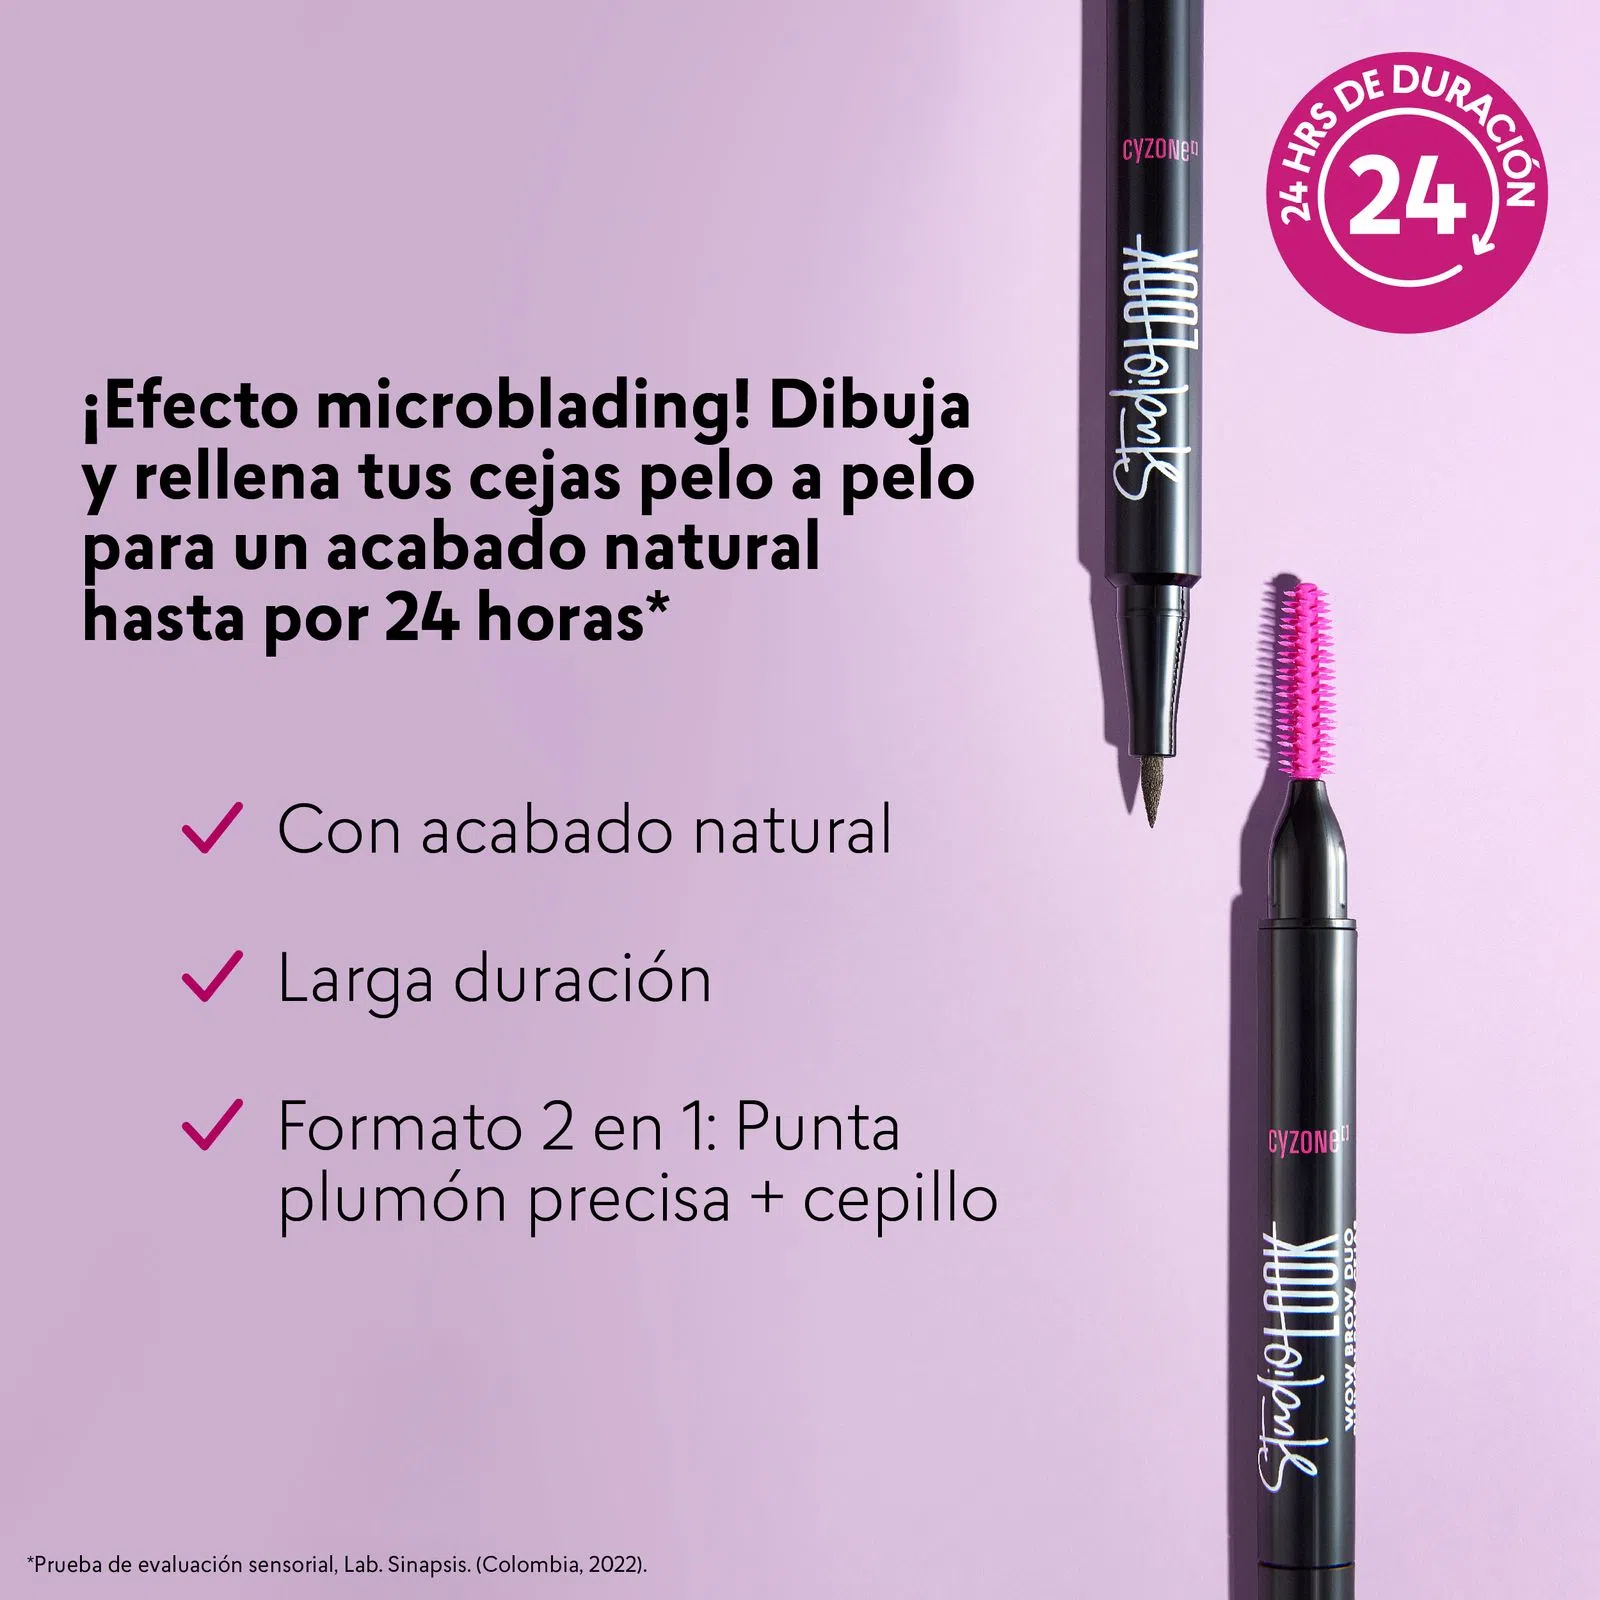 24 HRS DE DURACIÓN
24
cyzone
Studio LOOK
¡Efecto microblading! Dibuja
y rellena tus cejas pelo a pelo
para un acabado natural
hasta por 24 horas*
Con acabado natural
Larga duración
Formato 2 en 1: Punta
plumón precisa + cepillo
cyzone
Studio LOOK
WOW BROW DUO
*Prueba de evaluación sensorial, Lab. Sinapsis. (Colombia, 2022).